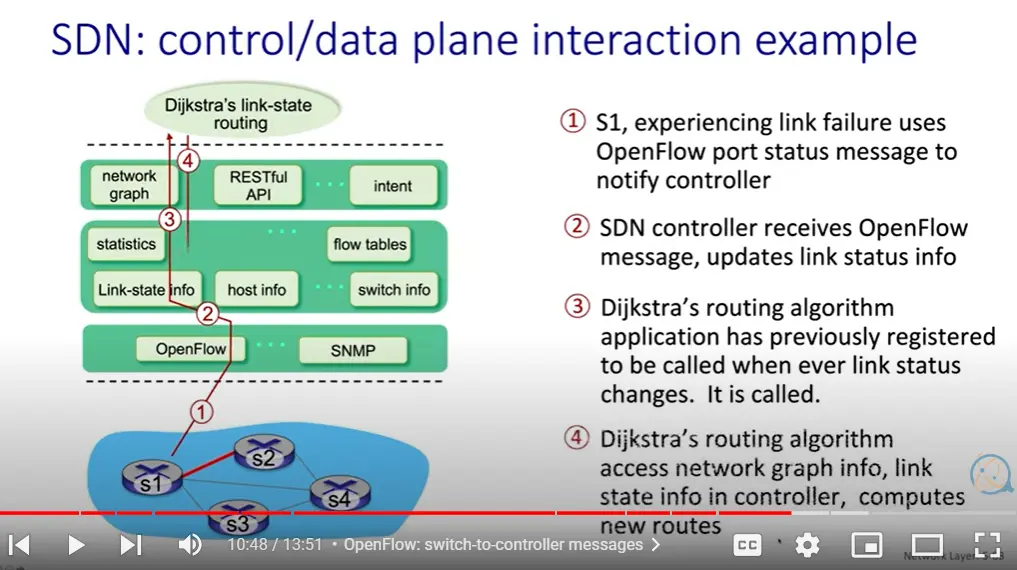 SDN: control/data plane interaction example
Dijkstra's link-state
routing
4
network
graph
RESTful
API
intent
3
statistics
flow tables
Link-state info
host info
switch info
2
OpenFlow
SNMP
1
s2
s1
s4
s3
1 S1, experiencing link failure uses
OpenFlow port status message to
notify controller
2 SDN controller receives OpenFlow
message, updates link status info
3 Dijkstra's routing algorithm
application has previously registered
to be called when ever link status
changes. It is called.
4 Dijkstra's routing algorithm
access network graph info, link
state info in controller, computes
new routes
10:48 / 13:51 • OpenFlow: switch-to-controller messages
CC
Network Layer: